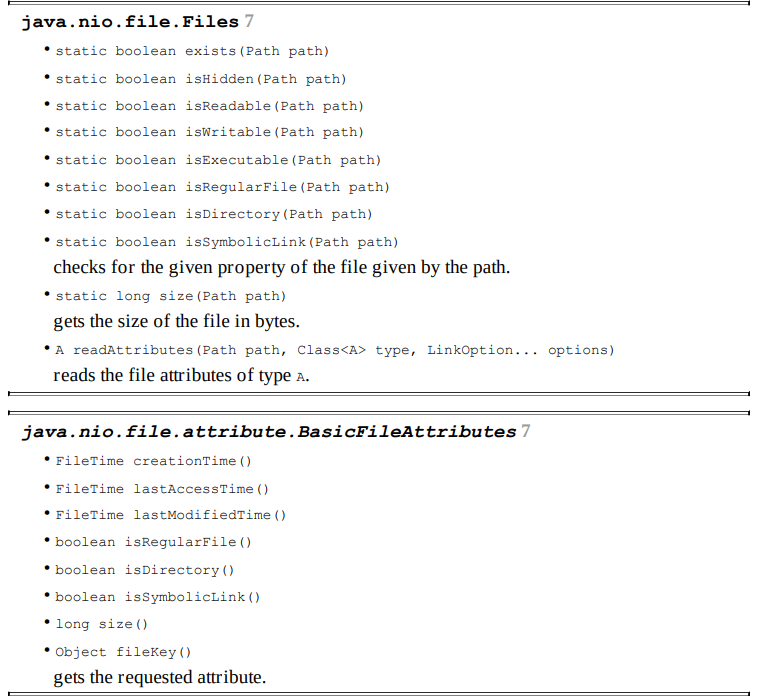 java.nio.file.Files 7
• static boolean exists(Path path)
• static boolean isHidden(Path path)
• static boolean isReadable(Path path)
• static boolean isWritable(Path path)
• static boolean isExecutable(Path path)
• static boolean isRegularFile(Path path)
• static boolean isDirectory(Path path)
• static boolean isSymbolicLink(Path path)
checks for the given property of the file given by the path.
• static long size(Path path)
gets the size of the file in bytes.
• A readAttributes(Path path, Class<A> type, LinkOption... options)
reads the file attributes of type A.
java.nio.file.attribute.BasicFileAttributes 7
• FileTime creationTime()
• FileTime lastAccessTime()
• FileTime lastModifiedTime()
• boolean isRegularFile()
• boolean isDirectory()
• boolean isSymbolicLink()
• long size()
• Object fileKey()
gets the requested attribute.